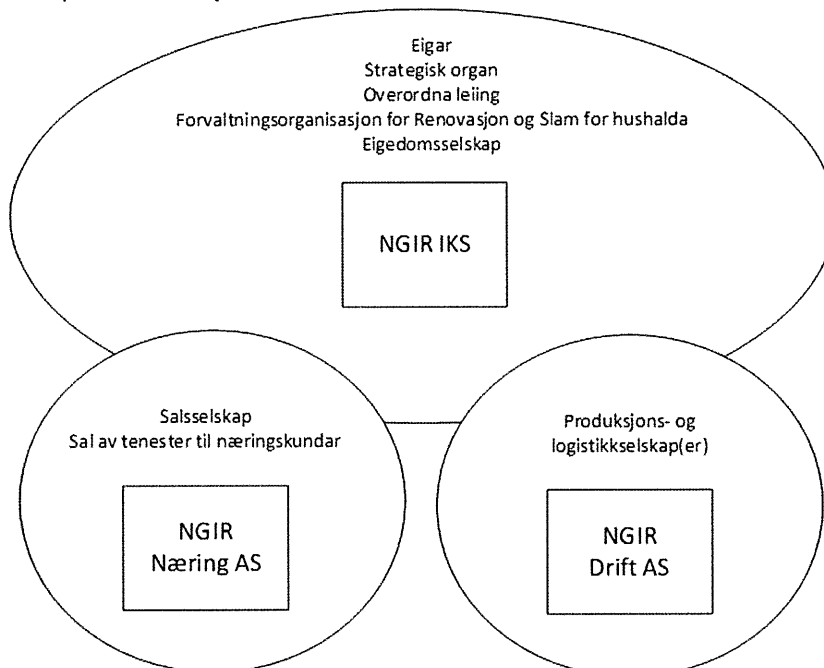 Eigar
Strategisk organ
Overordna leiing
Forvaltningsorganisasjon for Renovasjon og Slam for hushalda
Eigedomsselskap
NGIR IKS
Salsselskap
Sal av tenester til næringskundar
NGIR
Næring AS
Produksjons- og
logistikkselskap(er)
NGIR
Drift AS